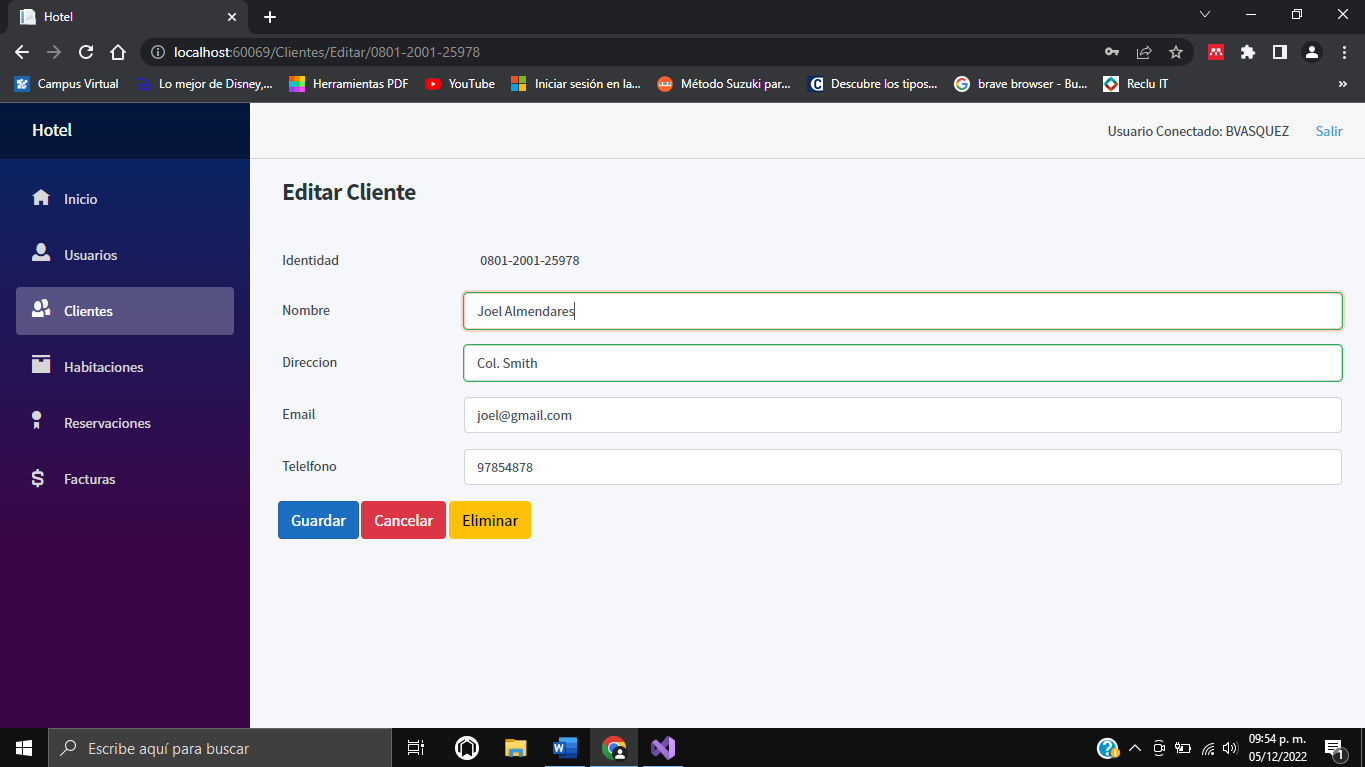 Hotel
localhost:60069/Clientes/Editar/0801-2001-25978
Campus Virtual
Lo mejor de Disney,...
Herramientas PDF
YouTube
Iniciar sesión en la...
Método Suzuki par...
Descubre los tipos...
brave browser - Bu...
Reclu IT
»
Hotel
Usuario Conectado: BVASQUEZ
Salir
Inicio
Usuarios
Clientes
Habitaciones
Reservaciones
Facturas
Editar Cliente
Identidad
0801-2001-25978
Nombre
Joel Almendares
Direccion
Col. Smith
Email
joel@gmail.com
Telelfono
97854878
Guardar
Cancelar
Eliminar
Escribe aquí para buscar
09:54 p. m.
05/12/2022
1